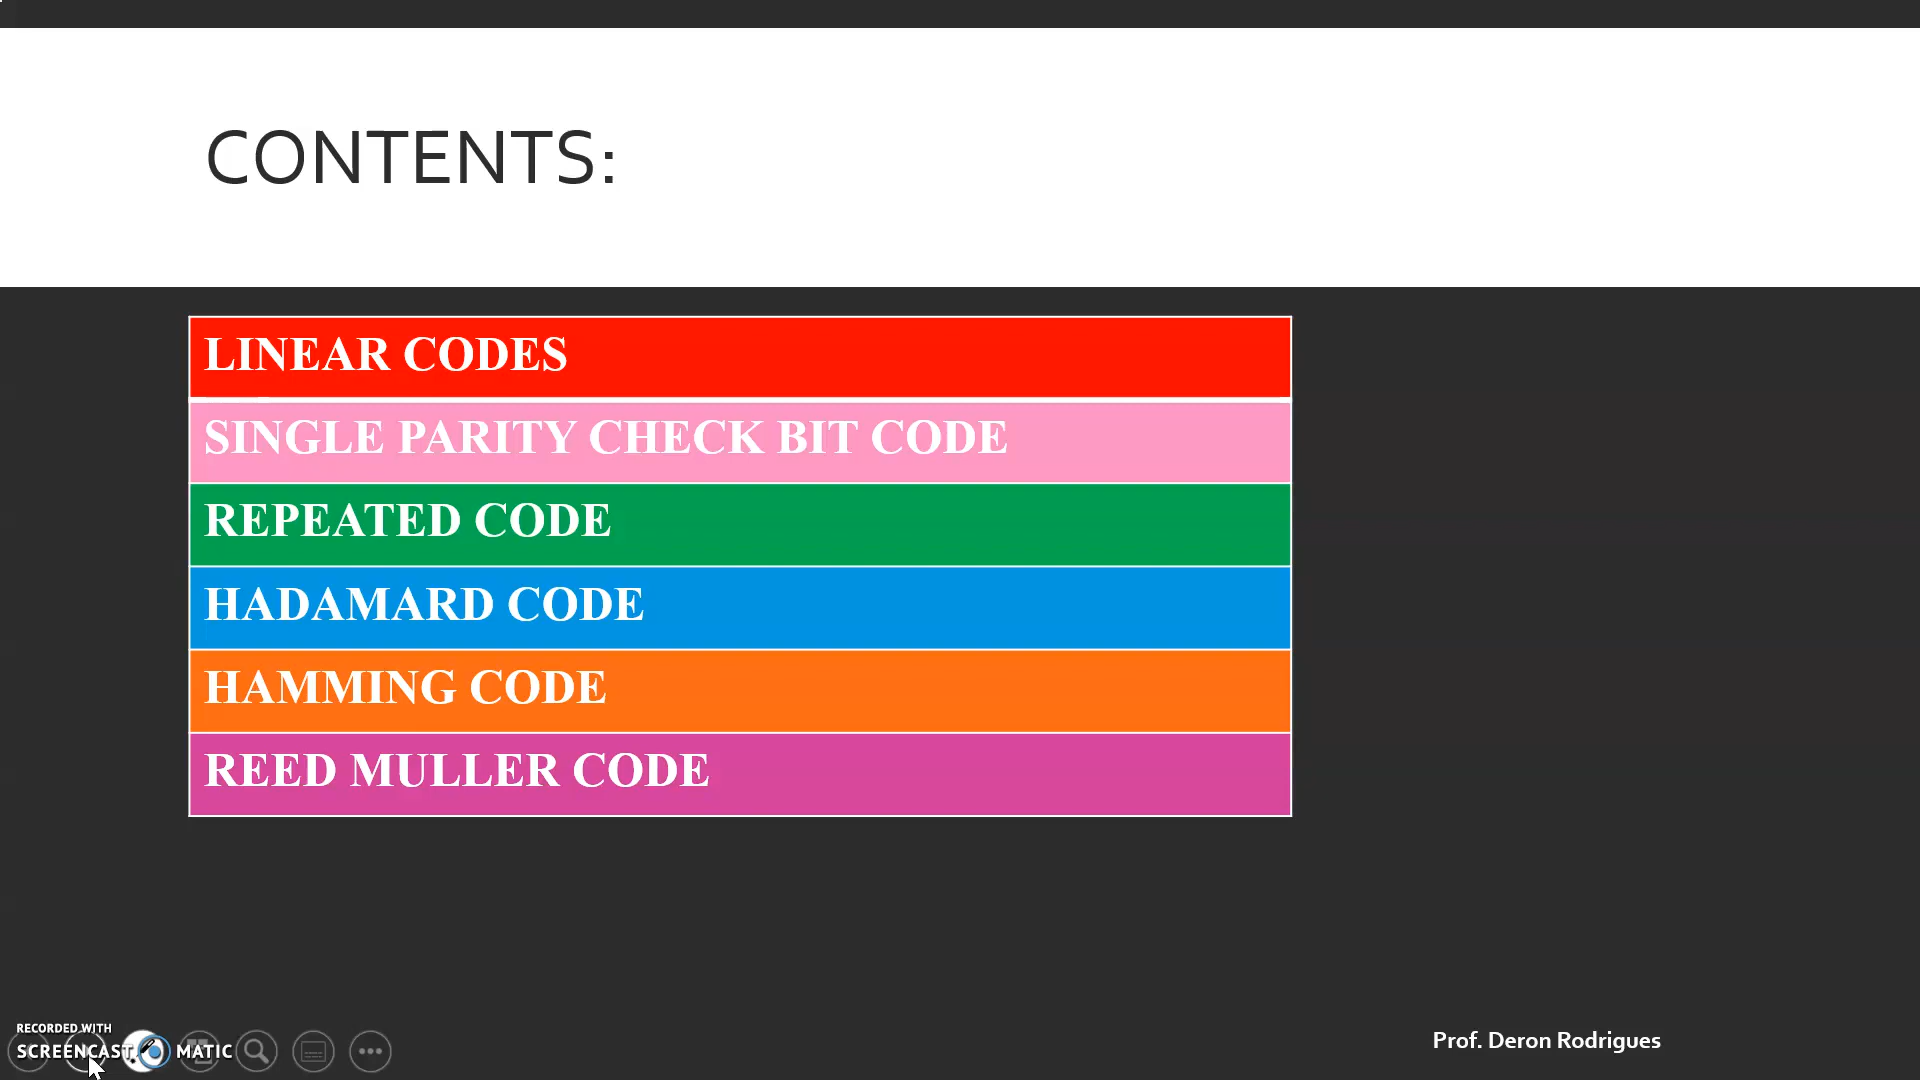 CONTENTS:
LINEAR CODES
SINGLE PARITY CHECK BIT CODE
REPEATED CODE
HADAMARD CODE
HAMMING CODE
REED MULLER CODE
RECORDED WITH
SCREENCAST MATIC
Prof. Deron Rodrigues